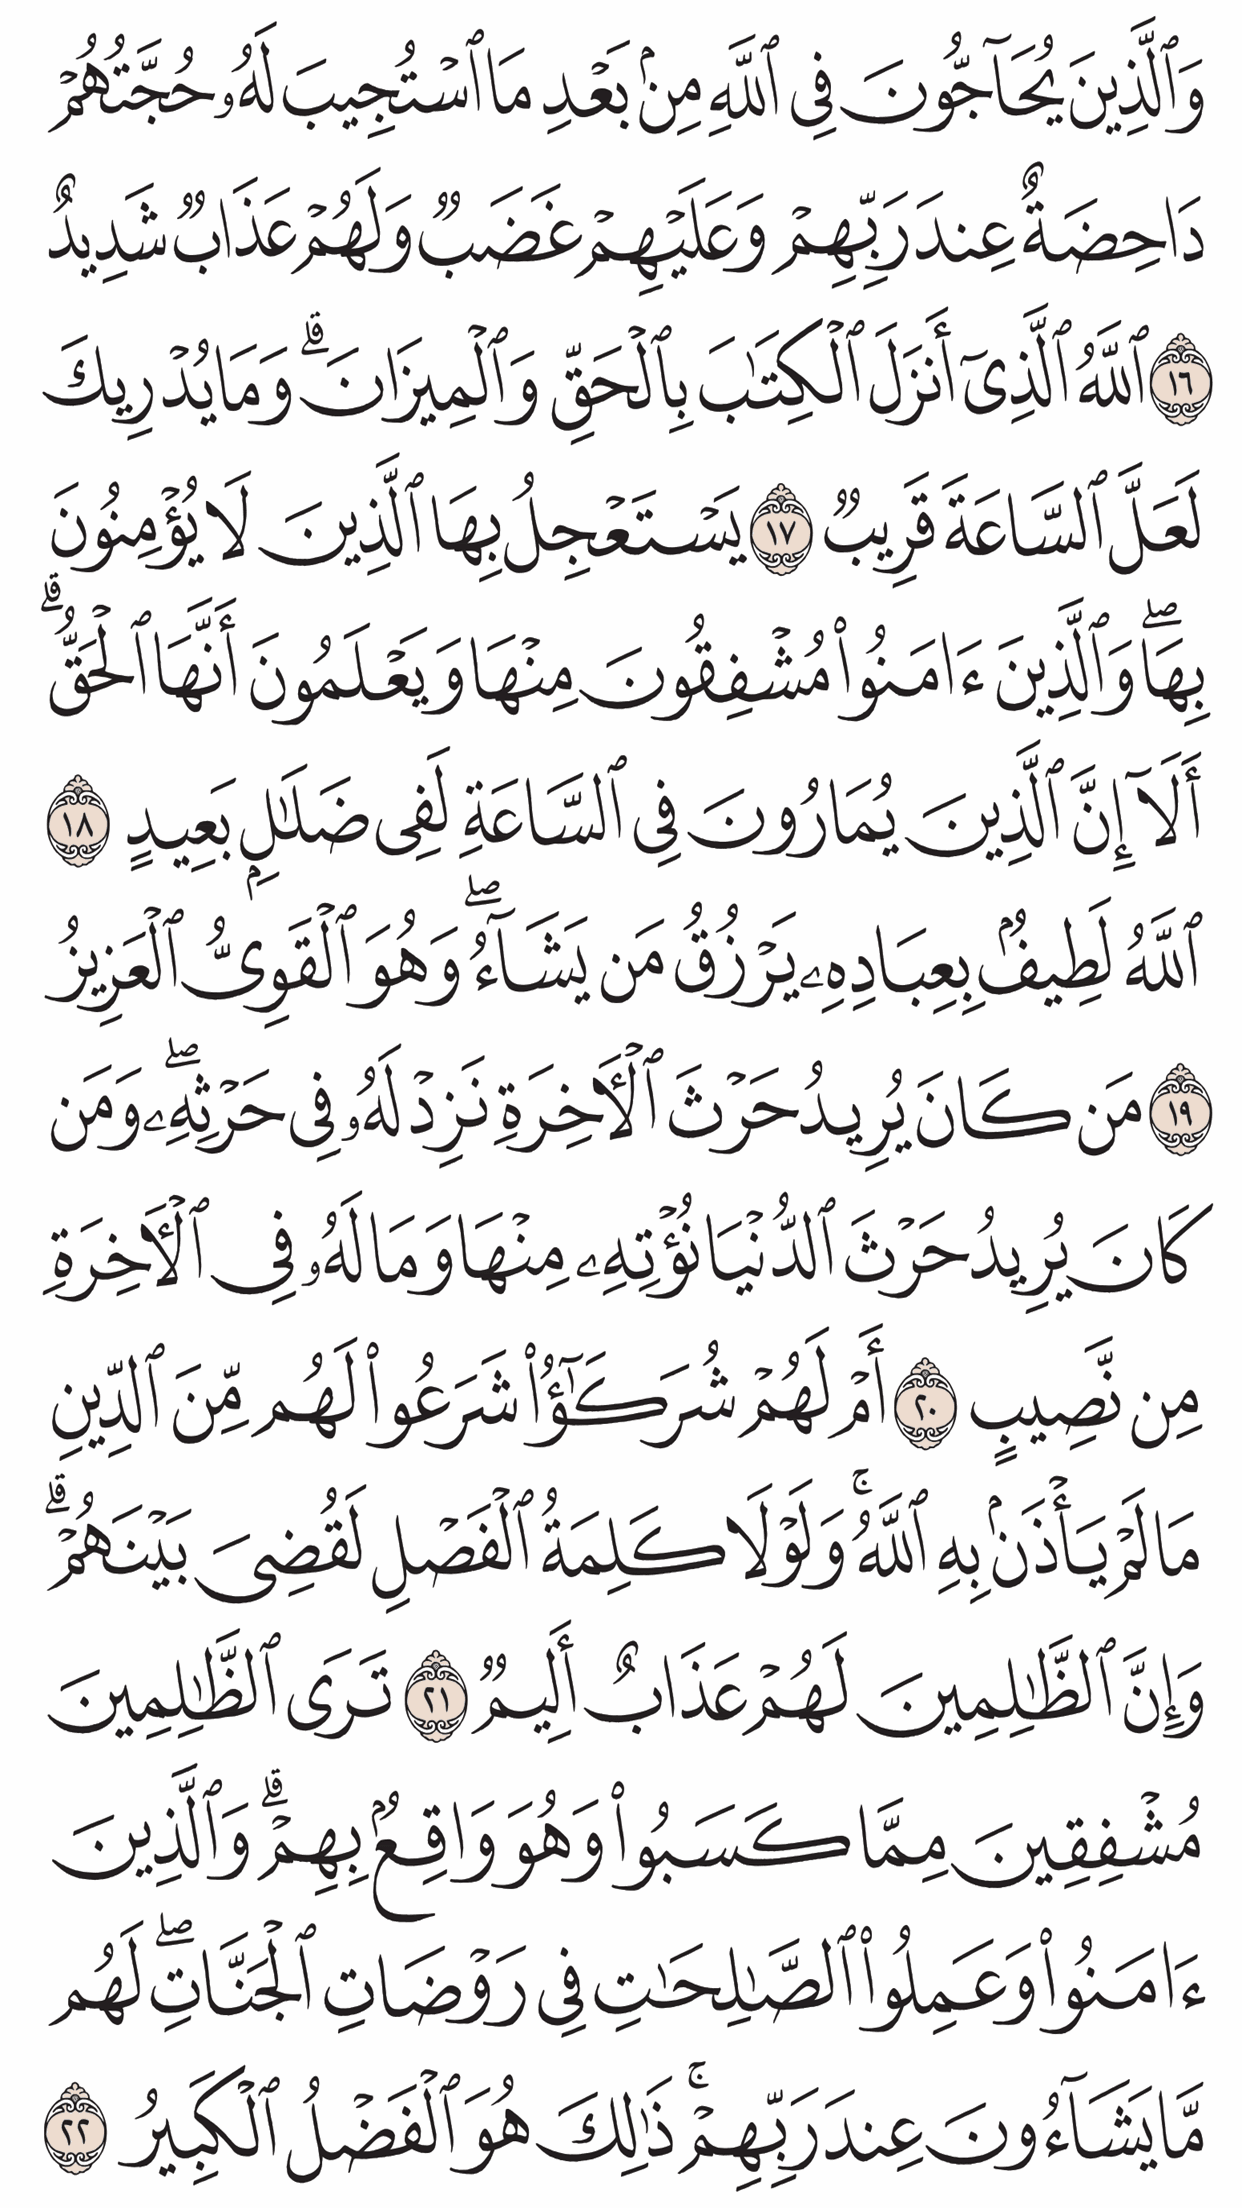 وَٱلَّذِينَ يُحَآجُّونَ فِى ٱللَّهِ مِنۢ بَعۡدِ مَا ٱسۡتُجِيبَ لَهُۥ حُجَّتُهُمۡ
دَاحِضَةٌ عِندَ رَبِّهِمۡ وَعَلَيۡهِمۡ غَضَبٞ وَلَهُمۡ عَذَابٞ شَدِيدٌ
١٦ ٱللَّهُ ٱلَّذِىٓ أَنزَلَ ٱلۡكِتَٰبَ بِٱلۡحَقِّ وَٱلۡمِيزَانَۗ وَمَا يُدۡرِيكَ
لَعَلَّ ٱلسَّاعَةَ قَرِيبٞ ١٧ يَسۡتَعۡجِلُ بِهَا ٱلَّذِينَ لَا يُؤۡمِنُونَ
بِهَاۖ وَٱلَّذِينَ ءَامَنُواْ مُشۡفِقُونَ مِنۡهَا وَيَعۡلَمُونَ أَنَّهَا ٱلۡحَقُّۗ
أَلَآ إِنَّ ٱلَّذِينَ يُمَارُونَ فِى ٱلسَّاعَةِ لَفِى ضَلَٰلِۭ بَعِيدٍ ١٨
ٱللَّهُ لَطِيفُۢ بِعِبَادِهِۦ يَرۡزُقُ مَن يَشَآءُۖ وَهُوَ ٱلۡقَوِىُّ ٱلۡعَزِيزُ
١٩ مَن كَانَ يُرِيدُ حَرۡثَ ٱلۡأٓخِرَةِ نَزِدۡ لَهُۥ فِى حَرۡثِهِۦۖ وَمَن
كَانَ يُرِيدُ حَرۡثَ ٱلدُّنۡيَا نُؤۡتِهِۦ مِنۡهَا وَمَا لَهُۥ فِى ٱلۡأٓخِرَةِ
مِن نَّصِيبٍ ٢٠ أَمۡ لَهُمۡ شُرَكَٰٓؤُاْ شَرَعُواْ لَهُم مِّنَ ٱلدِّينِ
مَا لَمۡ يَأۡذَنۢ بِهِ ٱللَّهُۚ وَلَوۡلَا كَلِمَةُ ٱلۡفَصۡلِ لَقُضِىَ بَيۡنَهُمۡۗ
وَإِنَّ ٱلظَّٰلِمِينَ لَهُمۡ عَذَابٌ أَلِيمٞ ٢١ تَرَى ٱلظَّٰلِمِينَ
مُشۡفِقِينَ مِمَّا كَسَبُواْ وَهُوَ وَاقِعُۢ بِهِمۡۗ وَٱلَّذِينَ
ءَامَنُواْ وَعَمِلُواْ ٱلصَّٰلِحَٰتِ فِى رَوۡضَاتِ ٱلۡجَنَّاتِۖ لَهُم
مَّا يَشَآءُونَ عِندَ رَبِّهِمۡۚ ذَٰلِكَ هُوَ ٱلۡفَضۡلُ ٱلۡكَبِيرُ ٢٢